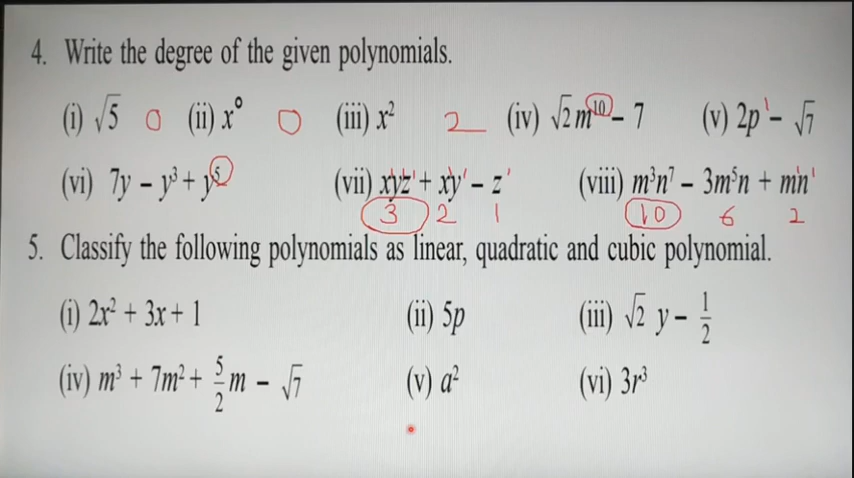 4. Write the degree of the given polynomials.
(i) √5 0 (ii) x° 0 (iii) x² 2 (iv) √2 m¹⁰ – 7 (v) 2p¹ – √7
(vi) 7y – y³ + y⁵ (vii) x¹y¹z¹ + x¹y¹ – z¹ (viii) m³n⁷ – 3m⁵n + m¹n¹
3 2 1 10 6 2
5. Classify the following polynomials as linear, quadratic and cubic polynomial.
(i) 2x² + 3x + 1 (ii) 5p (iii) √2 y – 1/2
(iv) m³ + 7m² + 5/2 m – √7 (v) a² (vi) 3r³